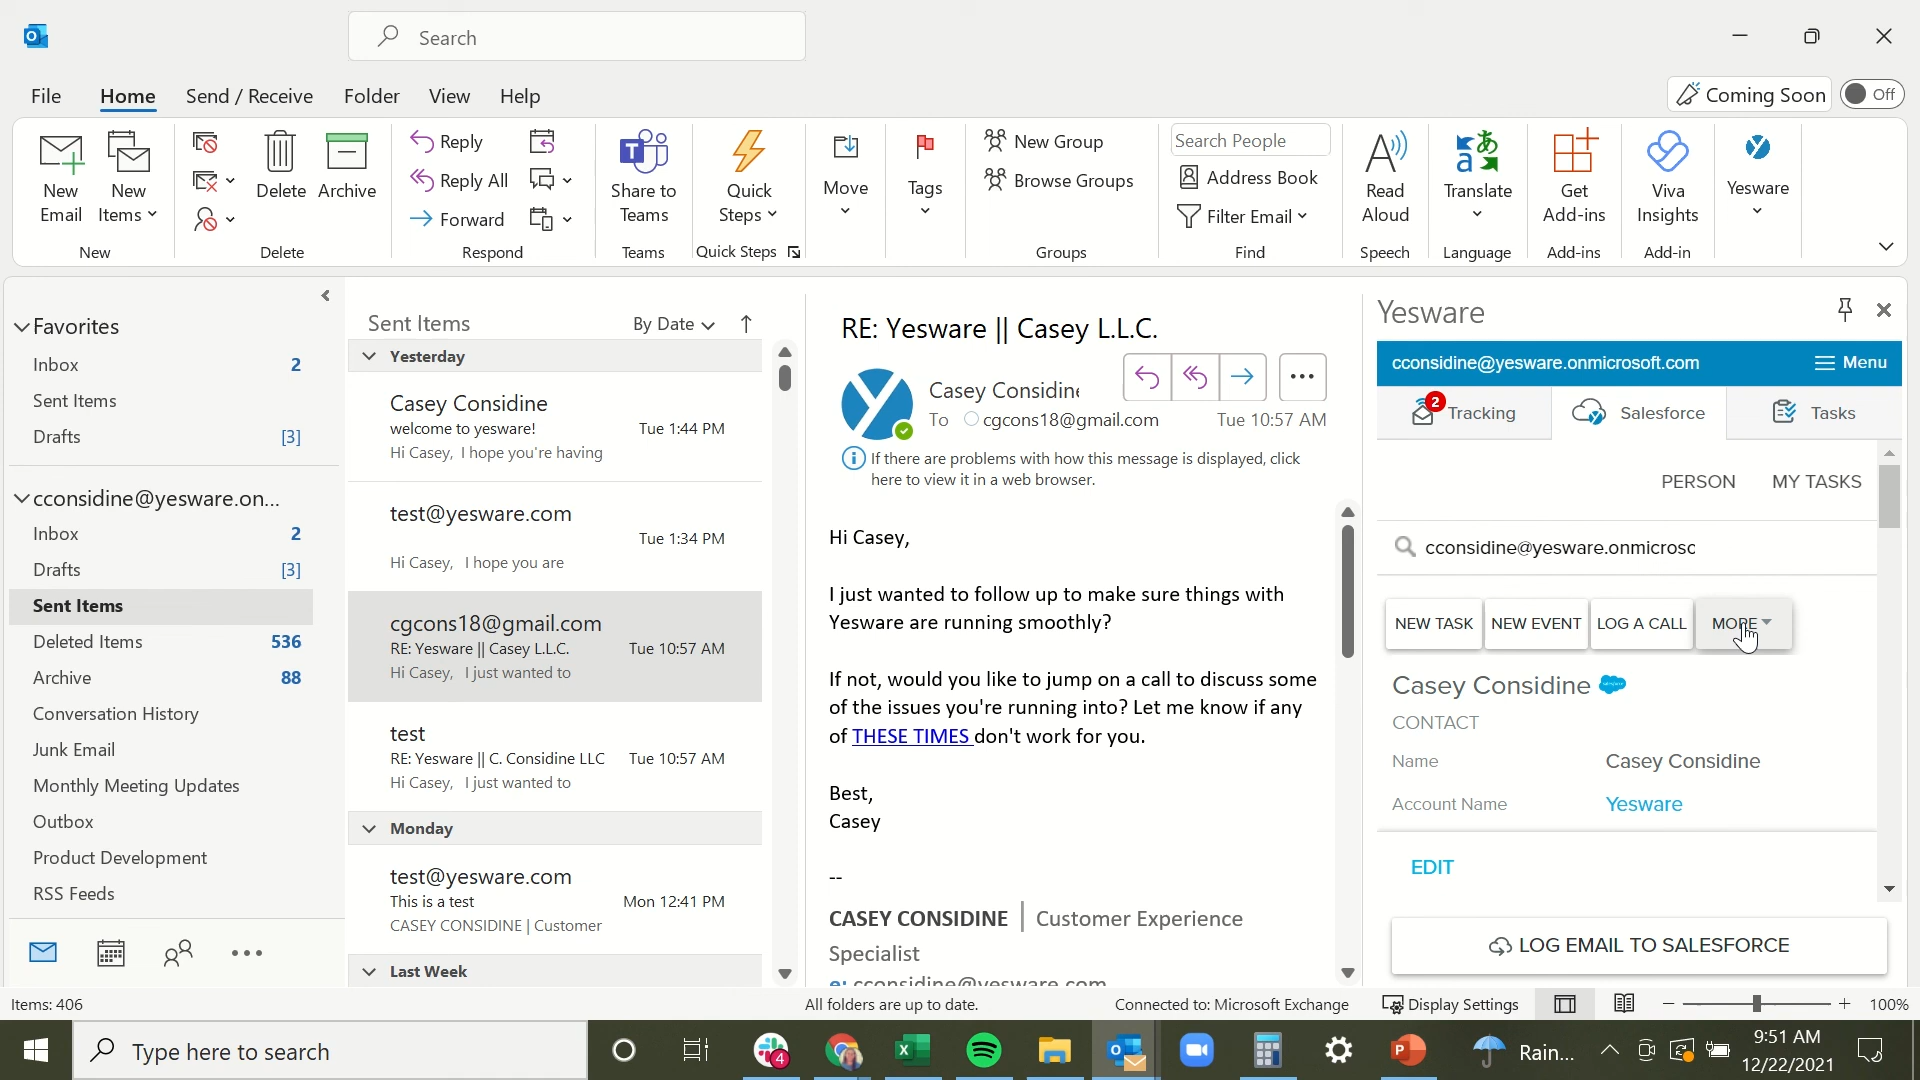 Search
File Home Send / Receive Folder View Help
Coming Soon Off
New Email
New Items
New
Delete
Archive
Delete
Reply
Reply All
Forward
Respond
Share to Teams
Teams
Quick Steps
Quick Steps
Move
Tags
New Group
Browse Groups
Groups
Search People
Address Book
Filter Email
Find
Read Aloud
Speech
Translate
Language
Get Add-ins
Add-ins
Viva Insights
Add-in
Yesware
Favorites
Inbox 2
Sent Items
Drafts [3]
cconsidine@yesware.on...
Inbox 2
Drafts [3]
Sent Items
Deleted Items 536
Archive 88
Conversation History
Junk Email
Monthly Meeting Updates
Outbox
Product Development
RSS Feeds
Sent Items By Date
Yesterday
Casey Considine
welcome to yesware! Tue 1:44 PM
Hi Casey, I hope you're having
test@yesware.com
Tue 1:34 PM
Hi Casey, I hope you are
cgcons18@gmail.com
RE: Yesware || Casey L.L.C. Tue 10:57 AM
Hi Casey, I just wanted to
test
RE: Yesware || C. Considine LLC Tue 10:57 AM
Hi Casey, I just wanted to
Monday
test@yesware.com
This is a test Mon 12:41 PM
CASEY CONSIDINE | Customer
Last Week
RE: Yesware || Casey L.L.C.
Casey Considine
To cgcons18@gmail.com Tue 10:57 AM
If there are problems with how this message is displayed, click
here to view it in a web browser.
Hi Casey,
I just wanted to follow up to make sure things with
Yesware are running smoothly?
If not, would you like to jump on a call to discuss some
of the issues you're running into? Let me know if any
of THESE TIMES don't work for you.
Best,
Casey
--
CASEY CONSIDINE | Customer Experience
Specialist
e: cconsidine@yesware.com
Yesware
cconsidine@yesware.onmicrosoft.com Menu
2 Tracking Salesforce Tasks
PERSON MY TASKS
cconsidine@yesware.onmicrosc
NEW TASK NEW EVENT LOG A CALL MORE
Casey Considine
CONTACT
Name Casey Considine
Account Name Yesware
EDIT
LOG EMAIL TO SALESFORCE
Items: 406 All folders are up to date. Connected to: Microsoft Exchange Display Settings 100%
Type here to search
4
Rain...
9:51 AM
12/22/2021